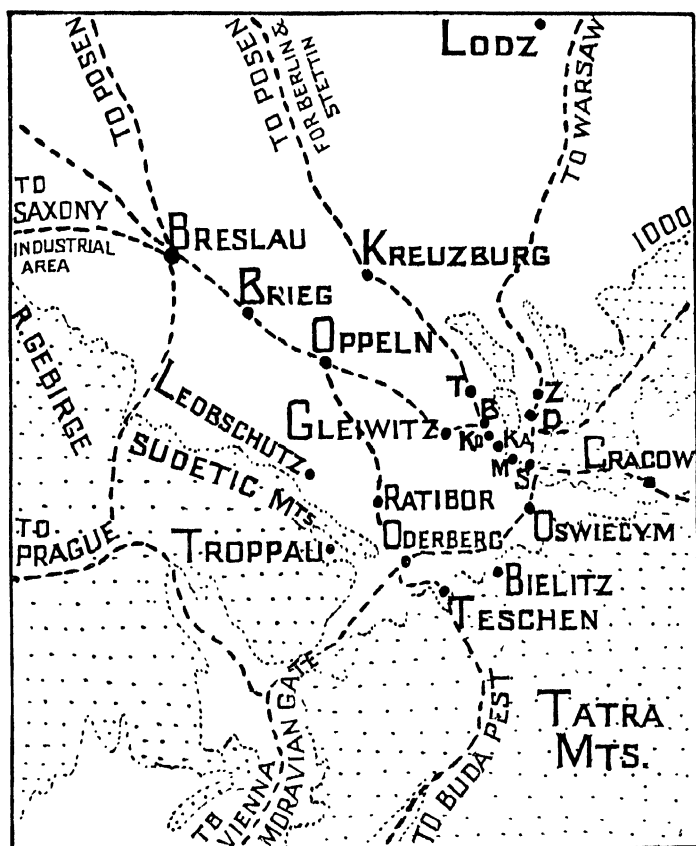 LODZ
TO POSEN
TO POSEN
FOR BERLIN &
STETTIN
TO WARSAW
TO
SAXONY
INDUSTRIAL
AREA
BRESLAU
KREUZBURG
1000
BRIEG
R. GEBIRGE
OPPELN
LEOBSCHUTZ
T
Z
B
D
GLEIWITZ
KO
KA
M
S
CRACOW
SUDETIC MTS.
RATIBOR
TO
PRAGUE
TROPPAU
ODERBERG
OSWIECYM
BIELITZ
TESCHEN
TATRA
MTS.
TO
VIENNA
MORAVIAN GATE
TO BUDA PEST